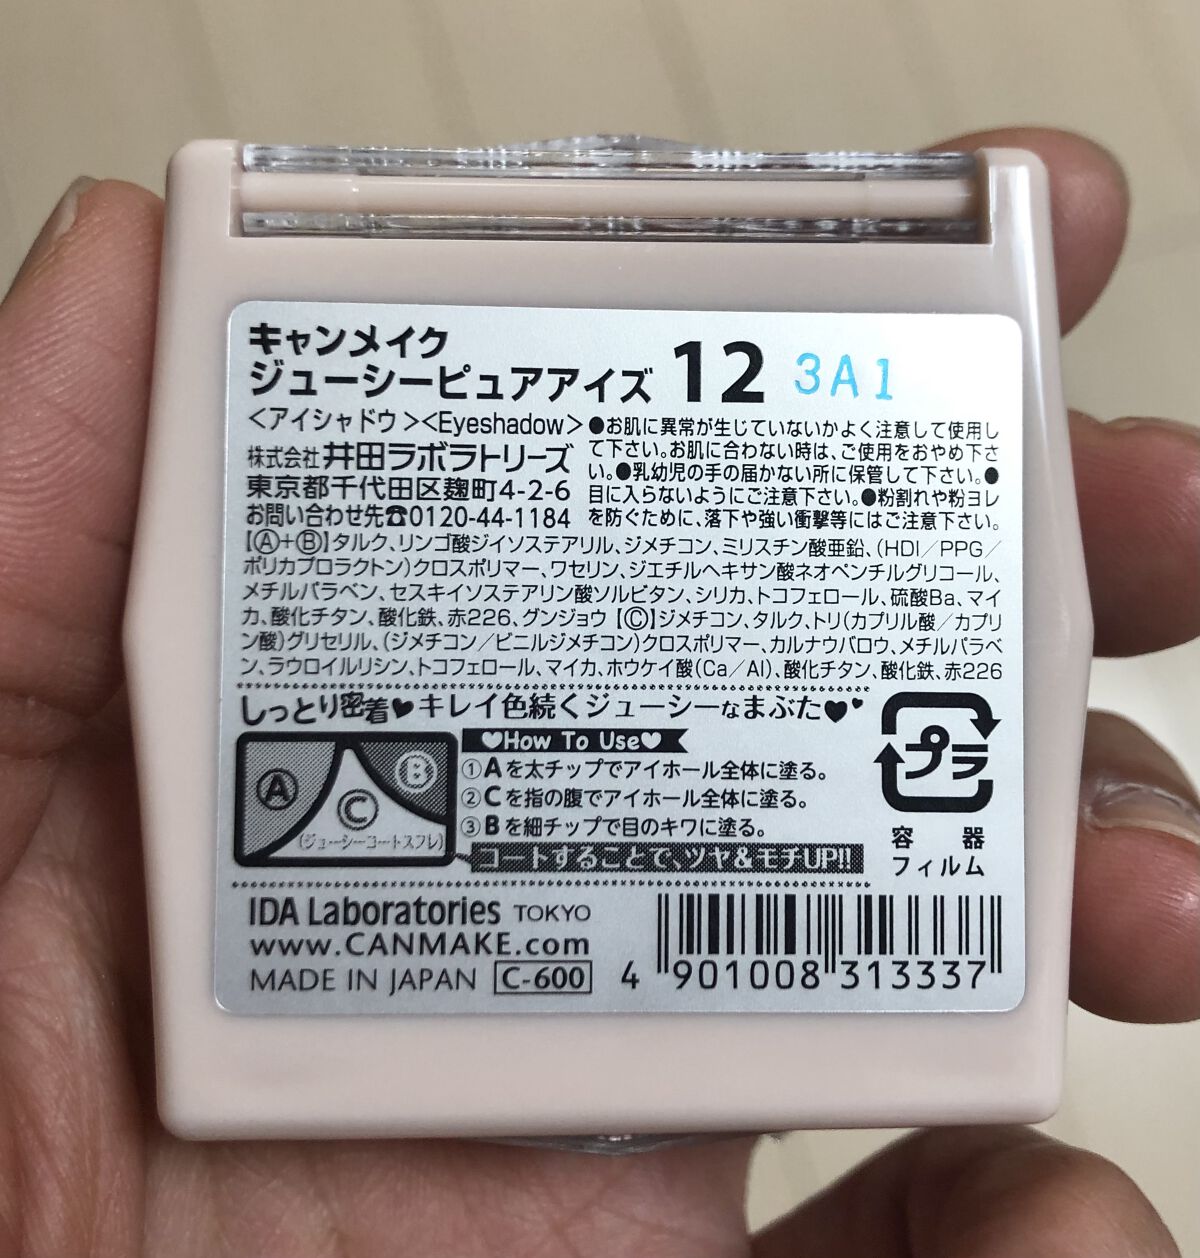 キャンメイク
ジューシーピュアアイズ 12 3A1
<アイシャドウ><Eyeshadow>
株式会社井田ラボラトリーズ
東京都千代田区麹町4-2-6
お問い合わせ先☎0120-44-1184
●お肌に異常が生じていないかよく注意して使用し
て下さい。お肌に合わない時は、ご使用をおやめ下さ
い。●乳幼児の手の届かない所に保管して下さい。●
目に入らないようにご注意下さい。●粉割れや粉ヨレ
を防ぐために、落下や強い衝撃等にはご注意下さい。
【Ⓐ+Ⓑ】タルク、リンゴ酸ジイソステアリル、ジメチコン、ミリスチン酸亜鉛、(HDI/PPG/
ポリカプロラクトン)クロスポリマー、ワセリン、ジエチルヘキサン酸ネオペンチルグリコール、
メチルパラベン、セスキイソステアリン酸ソルビタン、シリカ、トコフェロール、硫酸Ba、マイ
カ、酸化チタン、酸化鉄、赤226、グンジョウ【Ⓒ】ジメチコン、タルク、トリ(カプリル酸/カプリ
ン酸)グリセリル、(ジメチコン/ビニルジメチコン)クロスポリマー、カルナウバロウ、メチルパラベ
ン、ラウロイルリシン、トコフェロール、マイカ、ホウケイ酸(Ca/Al)、酸化チタン、酸化鉄、赤226
しっとり密着♥キレイ色続くジューシーなまぶた♥♥
Ⓐ
Ⓑ
Ⓒ
(ジューシーコートスフレ)
♥How To Use♥
①Aを太チップでアイホール全体に塗る。
②Cを指の腹でアイホール全体に塗る。
③Bを細チップで目のキワに塗る。
コートすることで、ツヤ&モチUP!!
プラ
容器
フィルム
IDA Laboratories TOKYO
www.CANMAKE.com
MADE IN JAPAN C-600
4 901008 313337